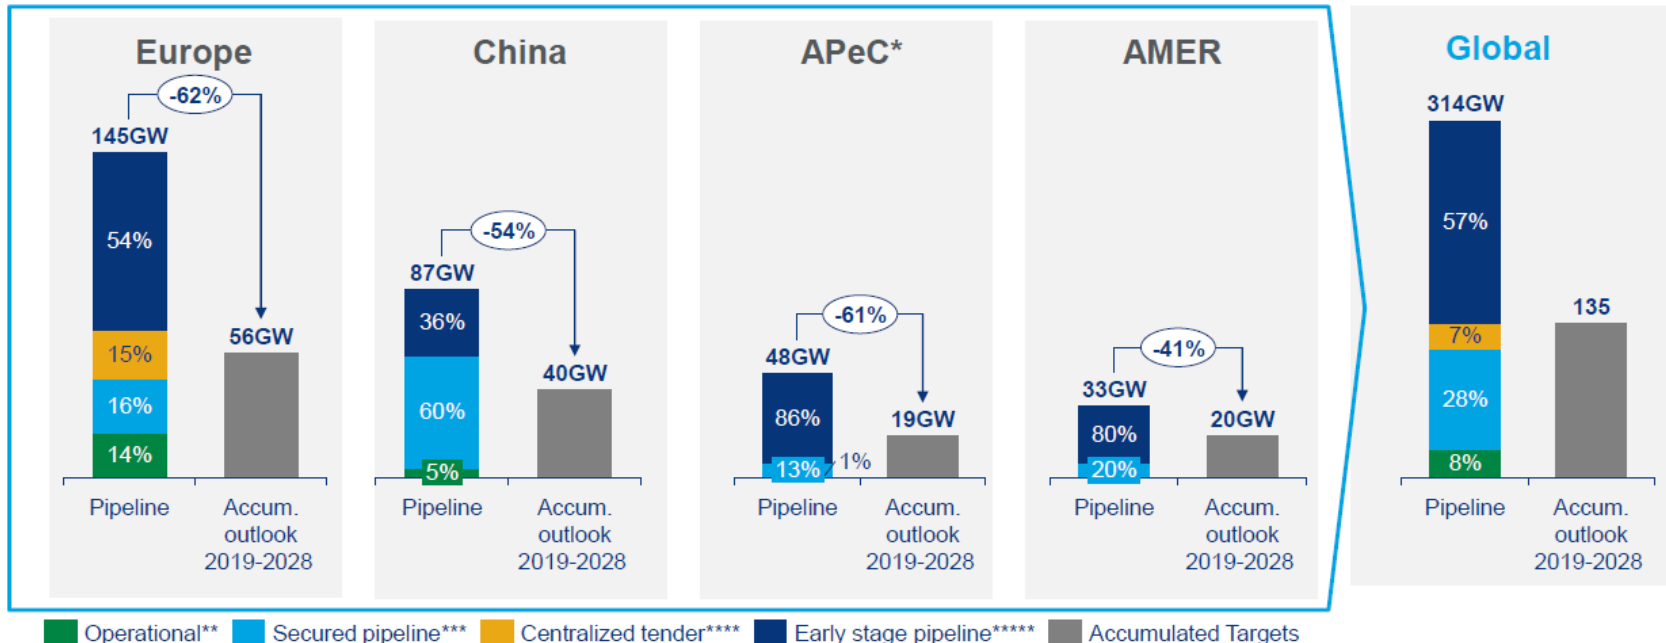 Europe
-62%
145GW
54%
15%
16%
14%
56GW
Pipeline
Accum.
outlook
2019-2028
China
-54%
87GW
36%
60%
5%
40GW
Pipeline
Accum.
outlook
2019-2028
APeC*
-61%
48GW
86%
13%
1%
19GW
Pipeline
Accum.
outlook
2019-2028
AMER
-41%
33GW
80%
20%
20GW
Pipeline
Accum.
outlook
2019-2028
Global
314GW
57%
7%
28%
8%
135
Pipeline
Accum.
outlook
2019-2028
Operational** Secured pipeline*** Centralized tender**** Early stage pipeline***** Accumulated Targets